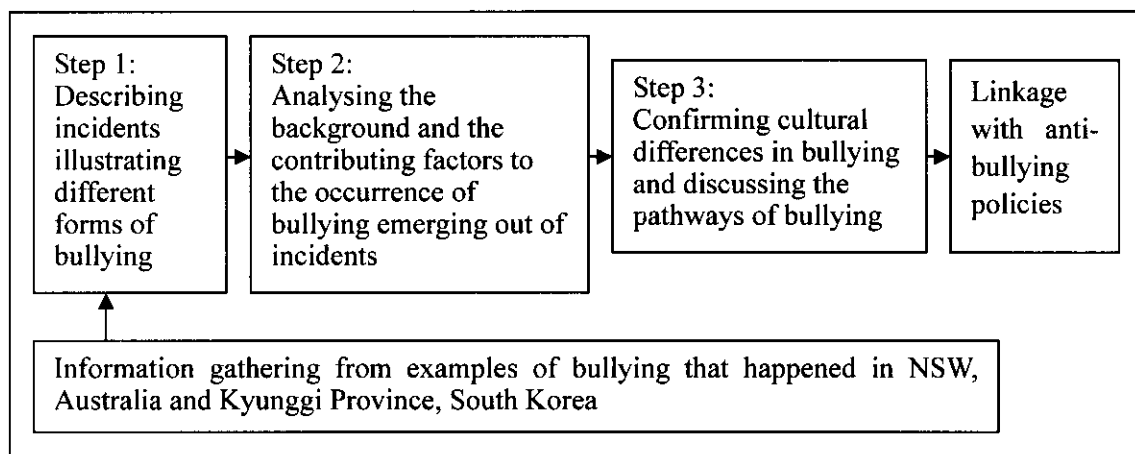 Step 1:
Describing
incidents
illustrating
different
forms of
bullying
Step 2:
Analysing the
background and the
contributing factors to
the occurrence of
bullying emerging out of
incidents
Step 3:
Confirming cultural
differences in bullying
and discussing the
pathways of bullying
Linkage
with anti-
bullying
policies
Information gathering from examples of bullying that happened in NSW,
Australia and Kyunggi Province, South Korea